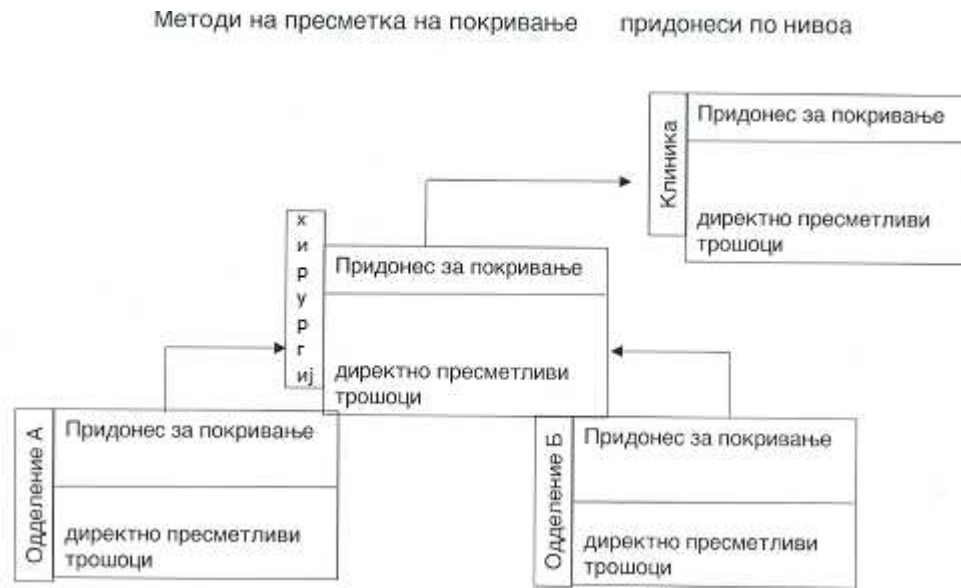 Методи на пресметка на покривање придонеси по нивоа
Клиника
Придонес за покривање
директно пресметливи
трошоци
хирургиј
Придонес за покривање
директно пресметливи
трошоци
Одделение А
Придонес за покривање
директно пресметливи
трошоци
Одделение Б
Придонес за покривање
директно пресметливи
трошоци